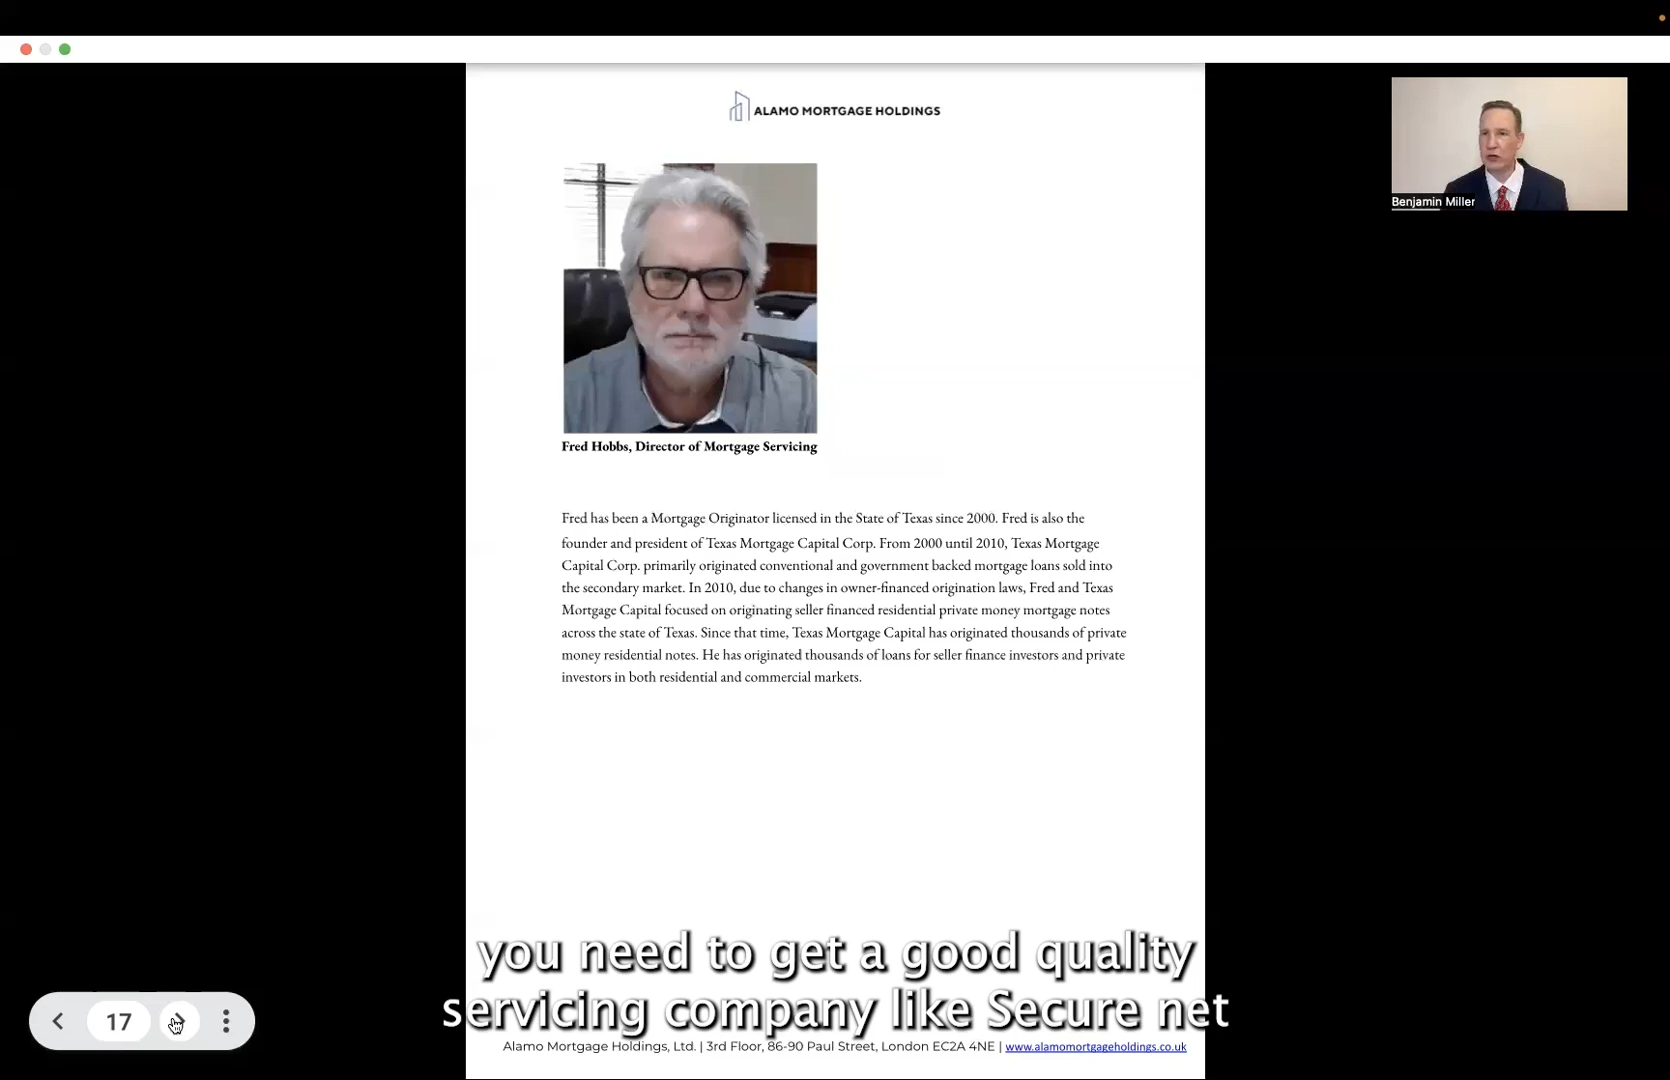 ALAMO MORTGAGE HOLDINGS
Benjamin Miller
Fred Hobbs, Director of Mortgage Servicing
Fred has been a Mortgage Originator licensed in the State of Texas since 2000. Fred is also the
founder and president of Texas Mortgage Capital Corp. From 2000 until 2010, Texas Mortgage
Capital Corp. primarily originated conventional and government backed mortgage loans sold into
the secondary market. In 2010, due to changes in owner-financed origination laws, Fred and Texas
Mortgage Capital focused on originating seller financed residential private money mortgage notes
across the state of Texas. Since that time, Texas Mortgage Capital has originated thousands of private
money residential notes. He has originated thousands of loans for seller finance investors and private
investors in both residential and commercial markets.
you need to get a good quality
servicing company like Secure net
17
Alamo Mortgage Holdings, Ltd. | 3rd Floor, 86-90 Paul Street, London EC2A 4NE | www.alamomortgageholdings.co.uk